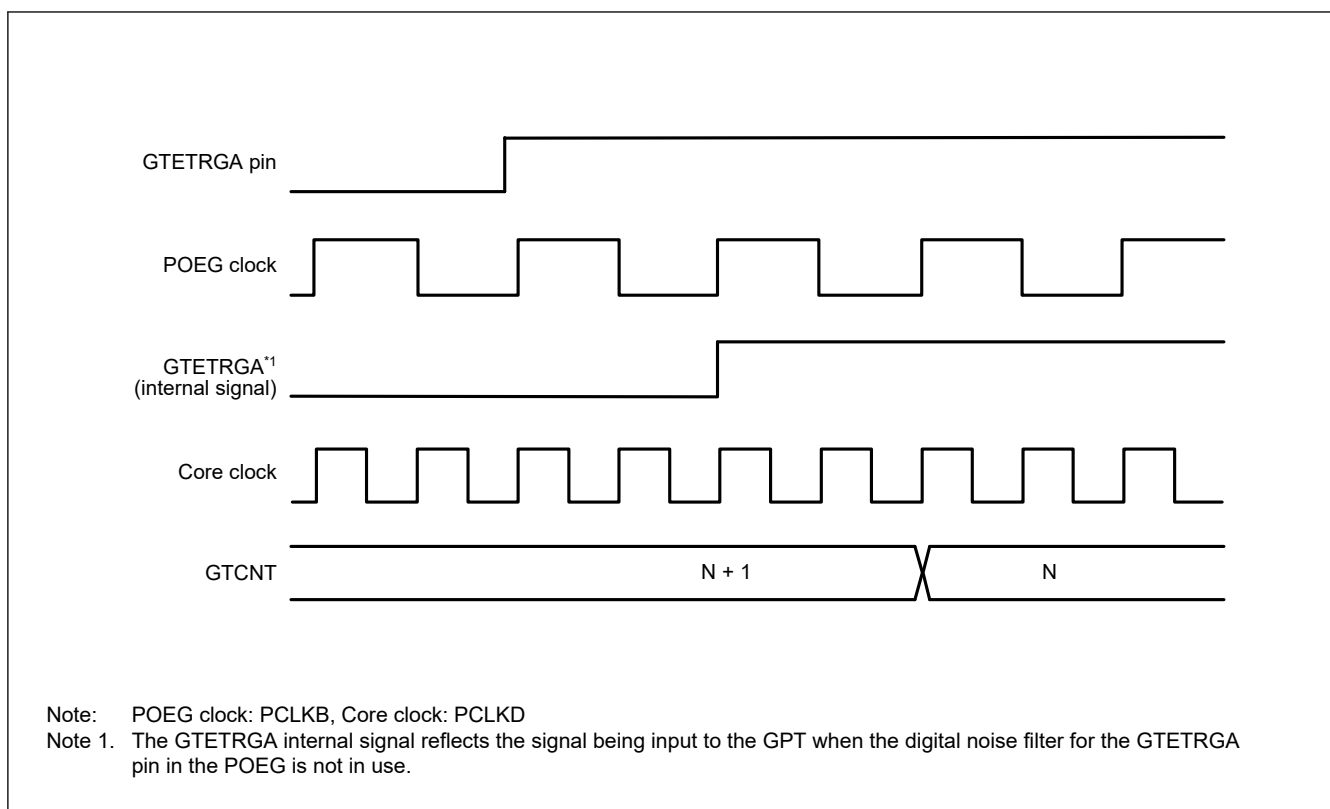 GTETRGA pin
POEG clock
GTETRGA*1
(internal signal)
Core clock
GTCNT
N + 1
N
Note: POEG clock: PCLKB, Core clock: PCLKD
Note 1. The GTETRGA internal signal reflects the signal being input to the GPT when the digital noise filter for the GTETRGA
pin in the POEG is not in use.